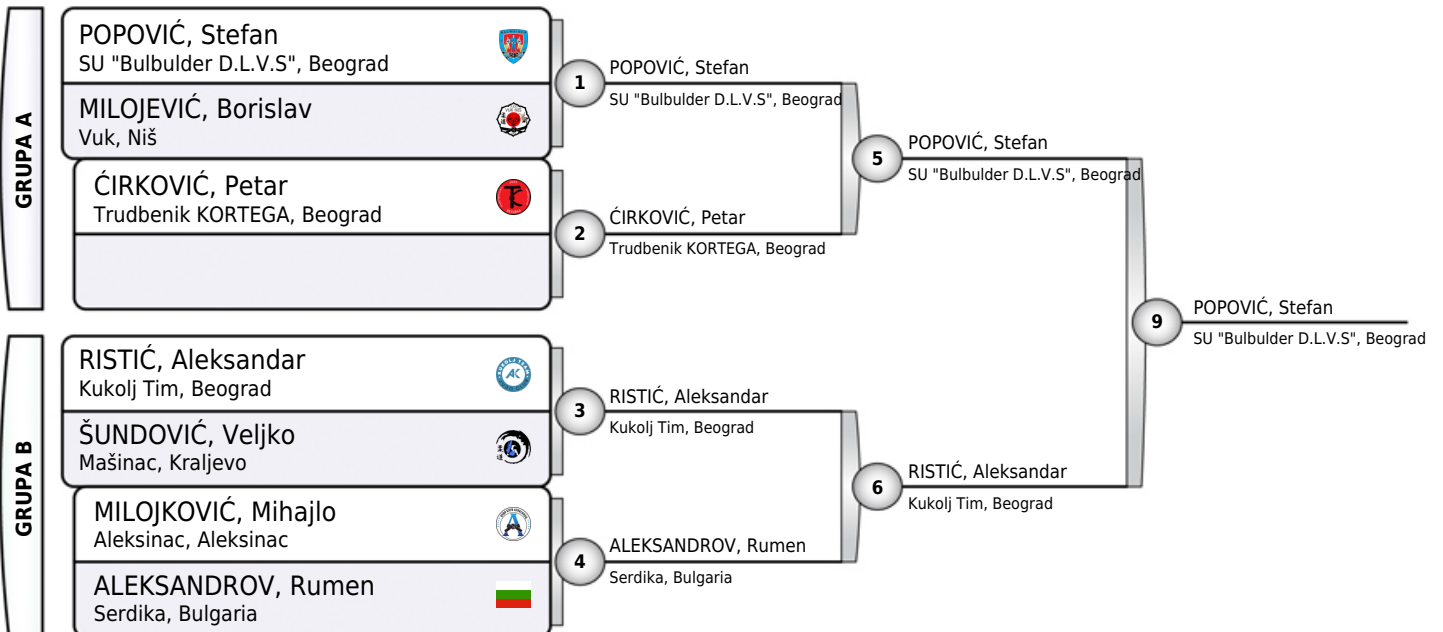 GRUPA A
POPOVIĆ, Stefan
SU "Bulbulder D.L.V.S", Beograd
MILOJEVIĆ, Borislav
Vuk, Niš
ĆIRKOVIĆ, Petar
Trudbenik KORTEGA, Beograd
1
POPOVIĆ, Stefan
SU "Bulbulder D.L.V.S", Beograd
2
ĆIRKOVIĆ, Petar
Trudbenik KORTEGA, Beograd
5
POPOVIĆ, Stefan
SU "Bulbulder D.L.V.S", Beograd
GRUPA B
RISTIĆ, Aleksandar
Kukolj Tim, Beograd
ŠUNDOVIĆ, Veljko
Mašinac, Kraljevo
MILOJKOVIĆ, Mihajlo
Aleksinac, Aleksinac
ALEKSANDROV, Rumen
Serdika, Bulgaria
3
RISTIĆ, Aleksandar
Kukolj Tim, Beograd
4
ALEKSANDROV, Rumen
Serdika, Bulgaria
6
RISTIĆ, Aleksandar
Kukolj Tim, Beograd
9
POPOVIĆ, Stefan
SU "Bulbulder D.L.V.S", Beograd